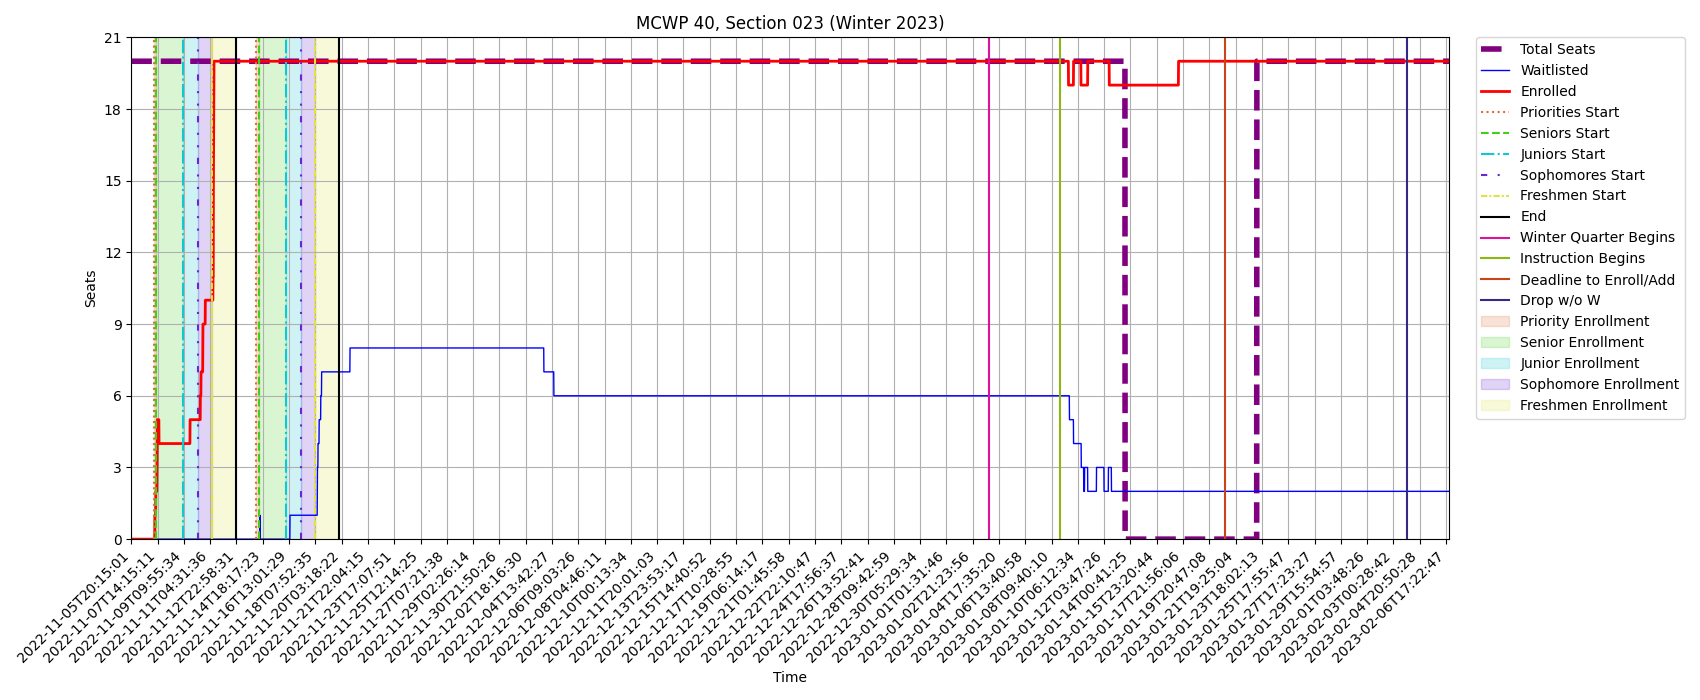 MCWP 40, Section 023 (Winter 2023)
21
18
15
12
9
6
3
0
Seats
2022-11-05T20:15:01
2022-11-07T14:15:11
2022-11-09T09:55:34
2022-11-11T04:31:36
2022-11-12T22:58:31
2022-11-14T18:17:23
2022-11-16T13:01:29
2022-11-18T07:52:35
2022-11-20T03:18:22
2022-11-21T22:04:15
2022-11-23T17:07:51
2022-11-25T12:14:25
2022-11-27T07:21:38
2022-11-29T02:26:14
2022-11-30T21:50:26
2022-12-02T18:16:30
2022-12-04T13:42:27
2022-12-06T09:03:26
2022-12-08T04:46:11
2022-12-10T00:13:34
2022-12-11T20:01:03
2022-12-13T23:53:17
2022-12-15T14:40:52
2022-12-17T10:28:55
2022-12-19T06:14:17
2022-12-21T01:45:58
2022-12-22T22:10:47
2022-12-24T17:56:37
2022-12-26T13:52:41
2022-12-28T09:42:59
2022-12-30T05:29:34
2023-01-01T01:31:46
2023-01-02T21:23:56
2023-01-04T17:35:20
2023-01-06T13:40:58
2023-01-08T09:40:10
2023-01-10T06:12:34
2023-01-12T03:47:26
2023-01-14T00:41:25
2023-01-15T23:20:44
2023-01-17T21:56:06
2023-01-19T20:47:08
2023-01-21T19:25:04
2023-01-23T18:02:13
2023-01-25T17:55:47
2023-01-27T17:23:27
2023-01-29T15:54:57
2023-02-01T03:48:26
2023-02-03T00:28:42
2023-02-04T20:50:28
2023-02-06T17:22:47
Time
Total Seats
Waitlisted
Enrolled
Priorities Start
Seniors Start
Juniors Start
Sophomores Start
Freshmen Start
End
Winter Quarter Begins
Instruction Begins
Deadline to Enroll/Add
Drop w/o W
Priority Enrollment
Senior Enrollment
Junior Enrollment
Sophomore Enrollment
Freshmen Enrollment